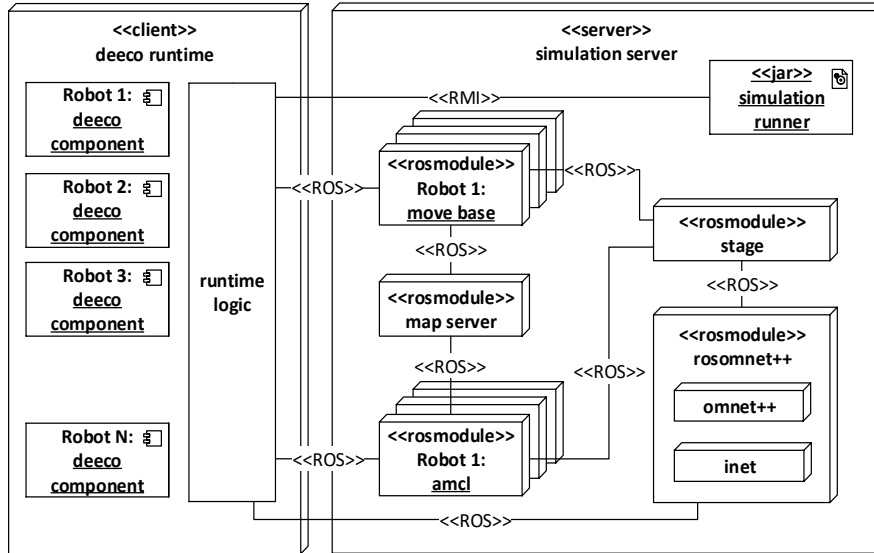 <<client>>
deeco runtime
Robot 1:
deeco
component
Robot 2:
deeco
component
Robot 3:
deeco
component
Robot N:
deeco
component
runtime
logic
<<server>>
simulation server
<<RMI>>
<<jar>>
simulation
runner
<<ROS>>
<<rosmodule>>
Robot 1:
move base
<<ROS>>
<<rosmodule>>
stage
<<ROS>>
<<ROS>>
<<rosmodule>>
map server
<<ROS>>
<<ROS>>
<<rosmodule>>
rosomnet++
omnet++
inet
<<ROS>>
<<rosmodule>>
Robot 1:
amcl
<<ROS>>